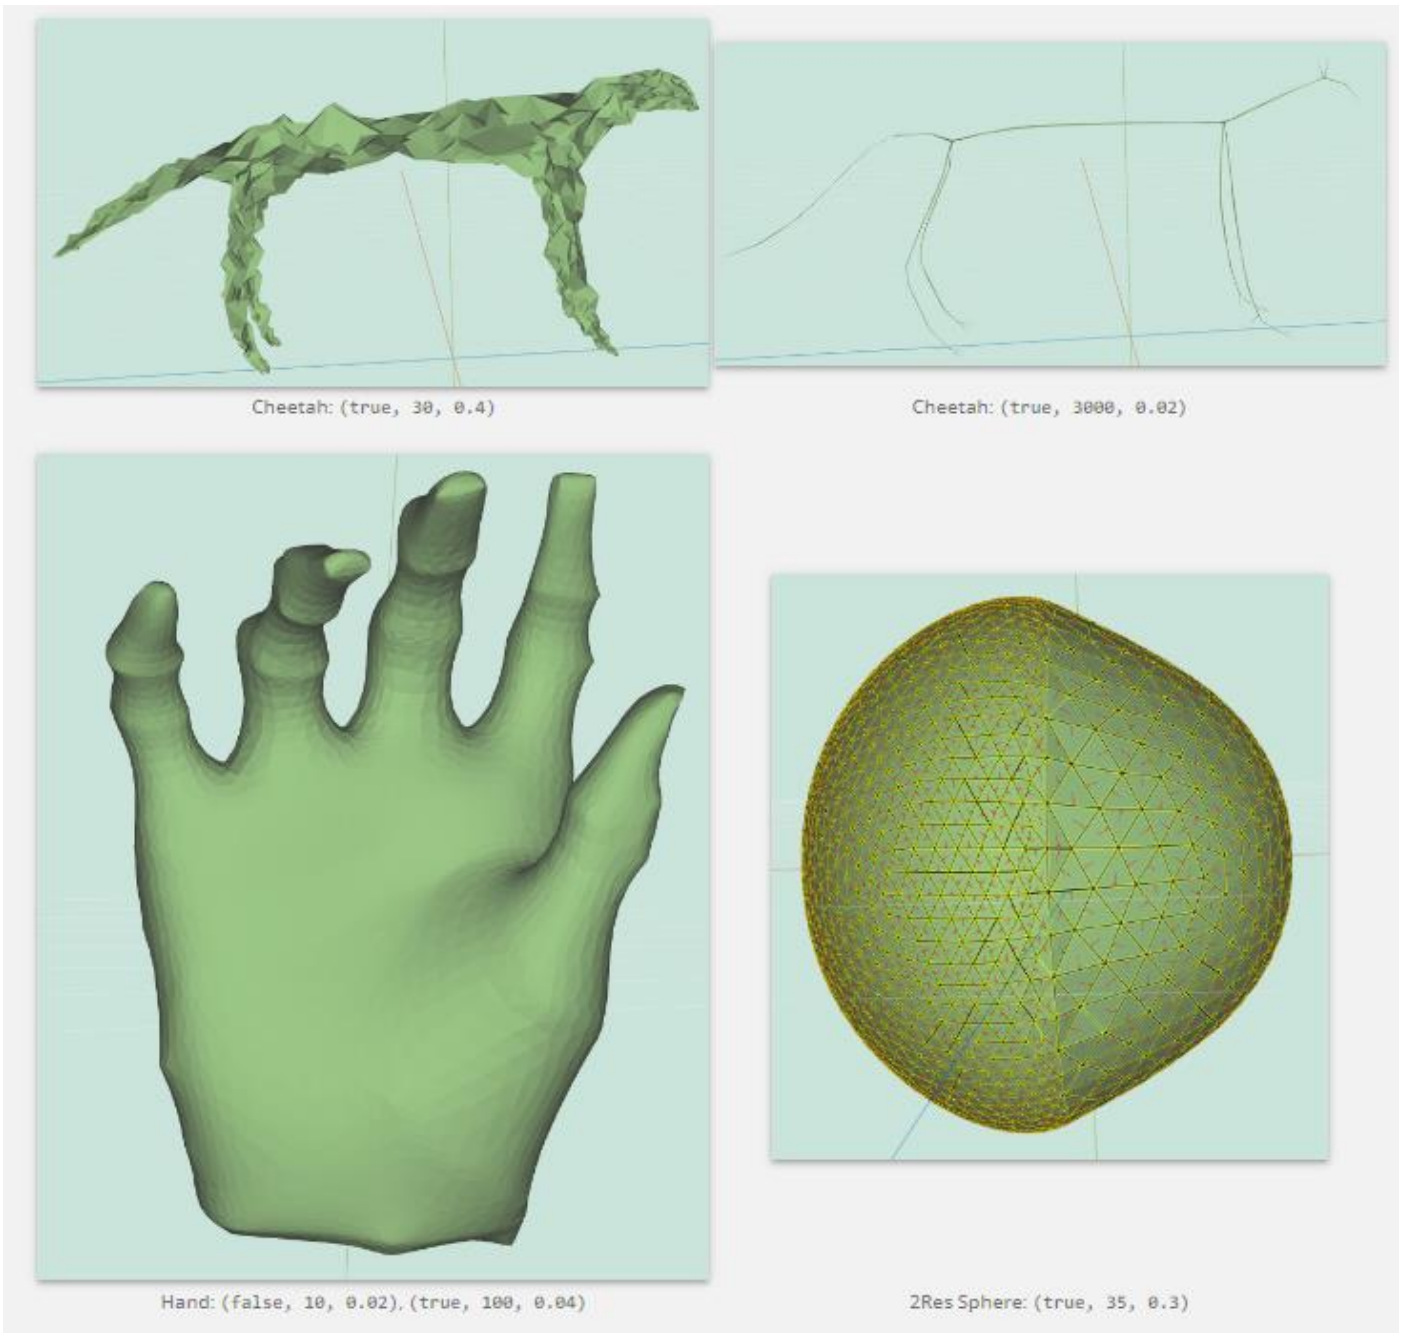 Cheetah: (true, 30, 0.4)
Cheetah: (true, 3000, 0.02)
Hand: (false, 10, 0.02), (true, 100, 0.04)
2Res Sphere: (true, 35, 0.3)